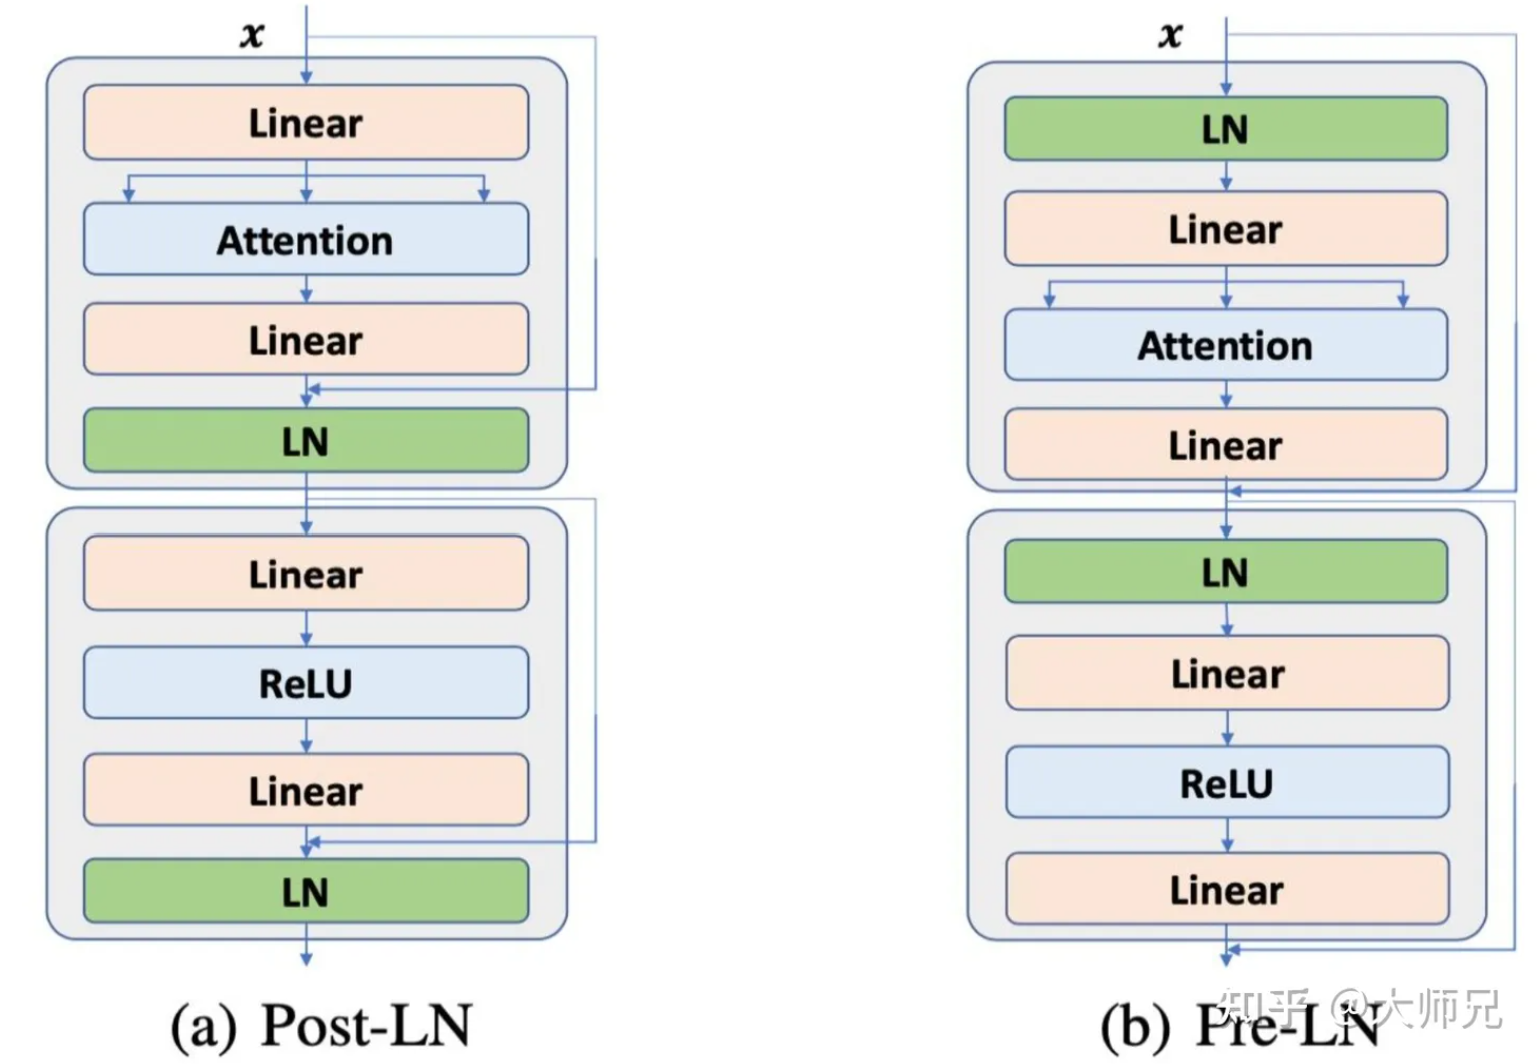 x
Linear
Attention
Linear
LN
Linear
ReLU
Linear
LN
(a) Post-LN
x
LN
Linear
Attention
Linear
LN
Linear
ReLU
Linear
(b) Pre-LN
知乎 @大师兄